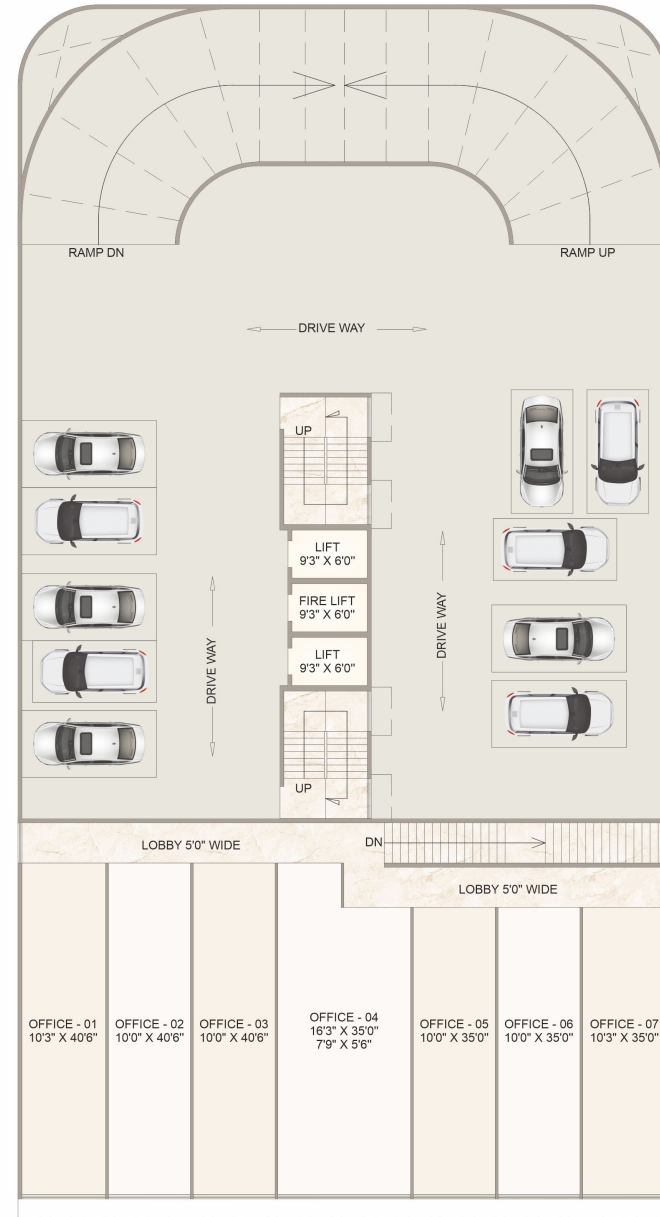 RAMP DN
RAMP UP
DRIVE WAY
UP
LIFT
9'3" X 6'0"
FIRE LIFT
9'3" X 6'0"
LIFT
9'3" X 6'0"
DRIVE WAY
DRIVE WAY
UP
LOBBY 5'0" WIDE
DN
LOBBY 5'0" WIDE
OFFICE - 01
10'3" X 40'6"
OFFICE - 02
10'0" X 40'6"
OFFICE - 03
10'0" X 40'6"
OFFICE - 04
16'3" X 35'0"
7'9" X 5'6"
OFFICE - 05
10'0" X 35'0"
OFFICE - 06
10'0" X 35'0"
OFFICE - 07
10'3" X 35'0"